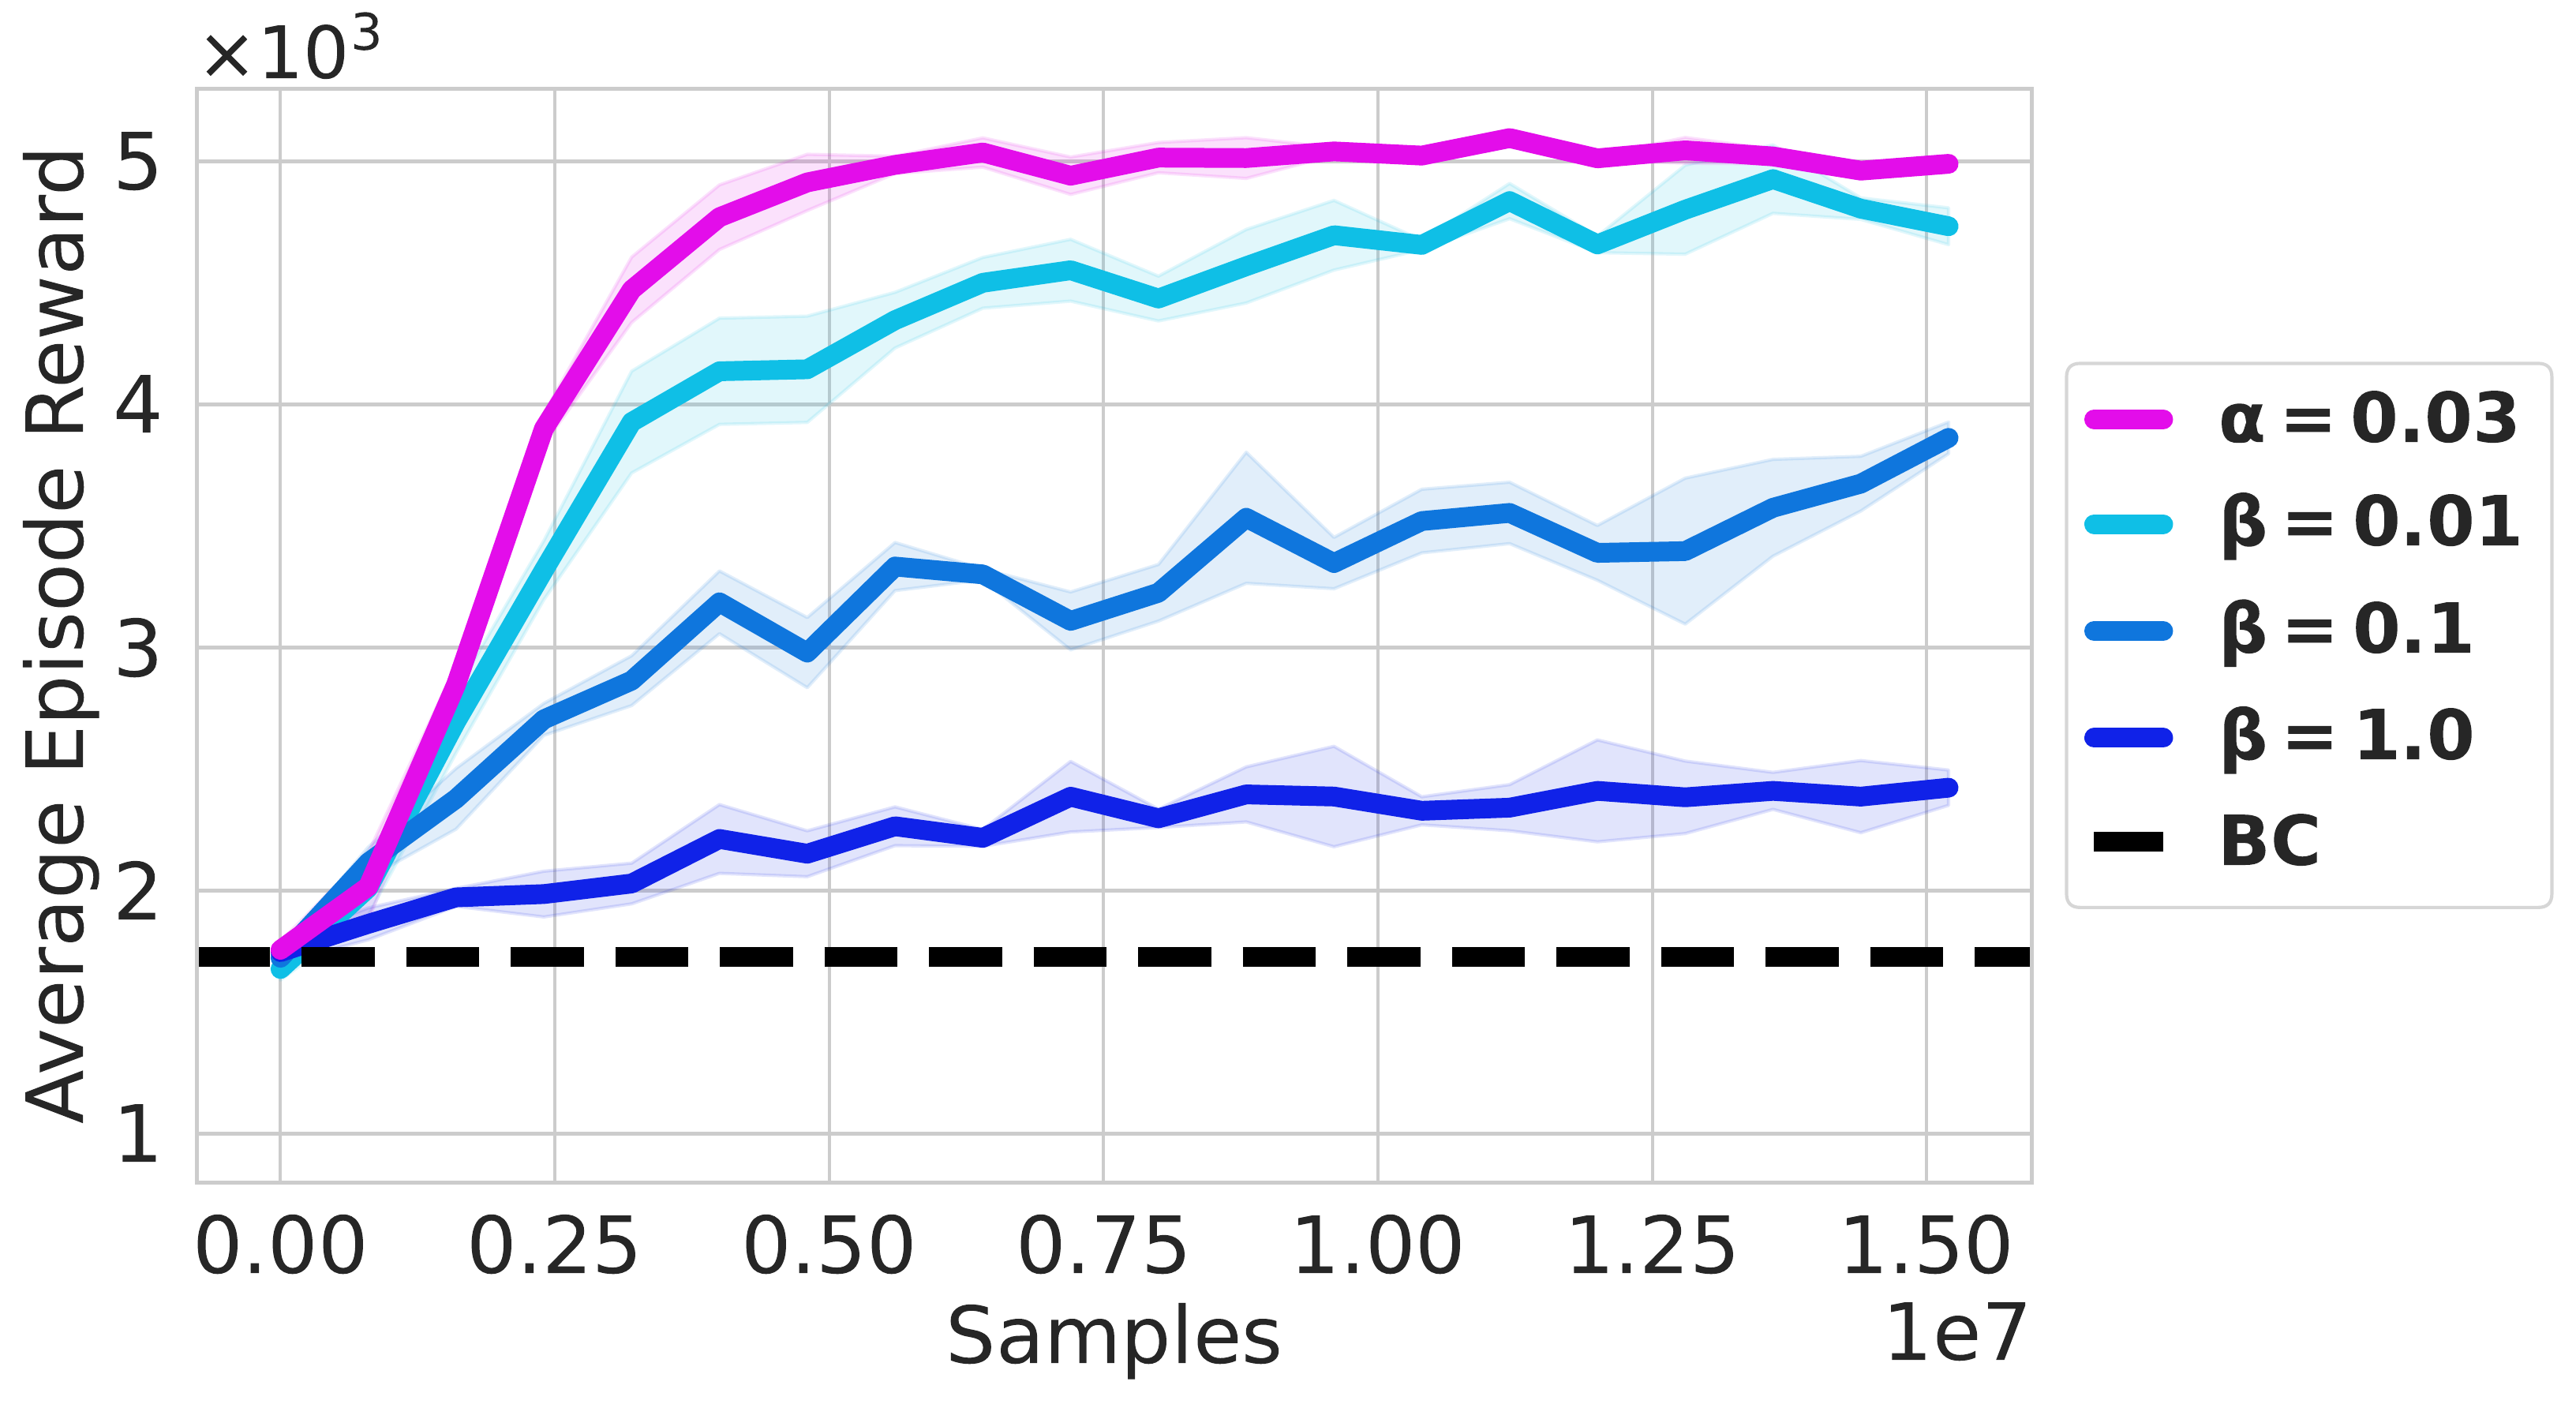 ×10³
Average Episode Reward
5
4
3
2
1
0.00 0.25 0.50 0.75 1.00 1.25 1.50
Samples
1e7
α = 0.03
β = 0.01
β = 0.1
β = 1.0
BC